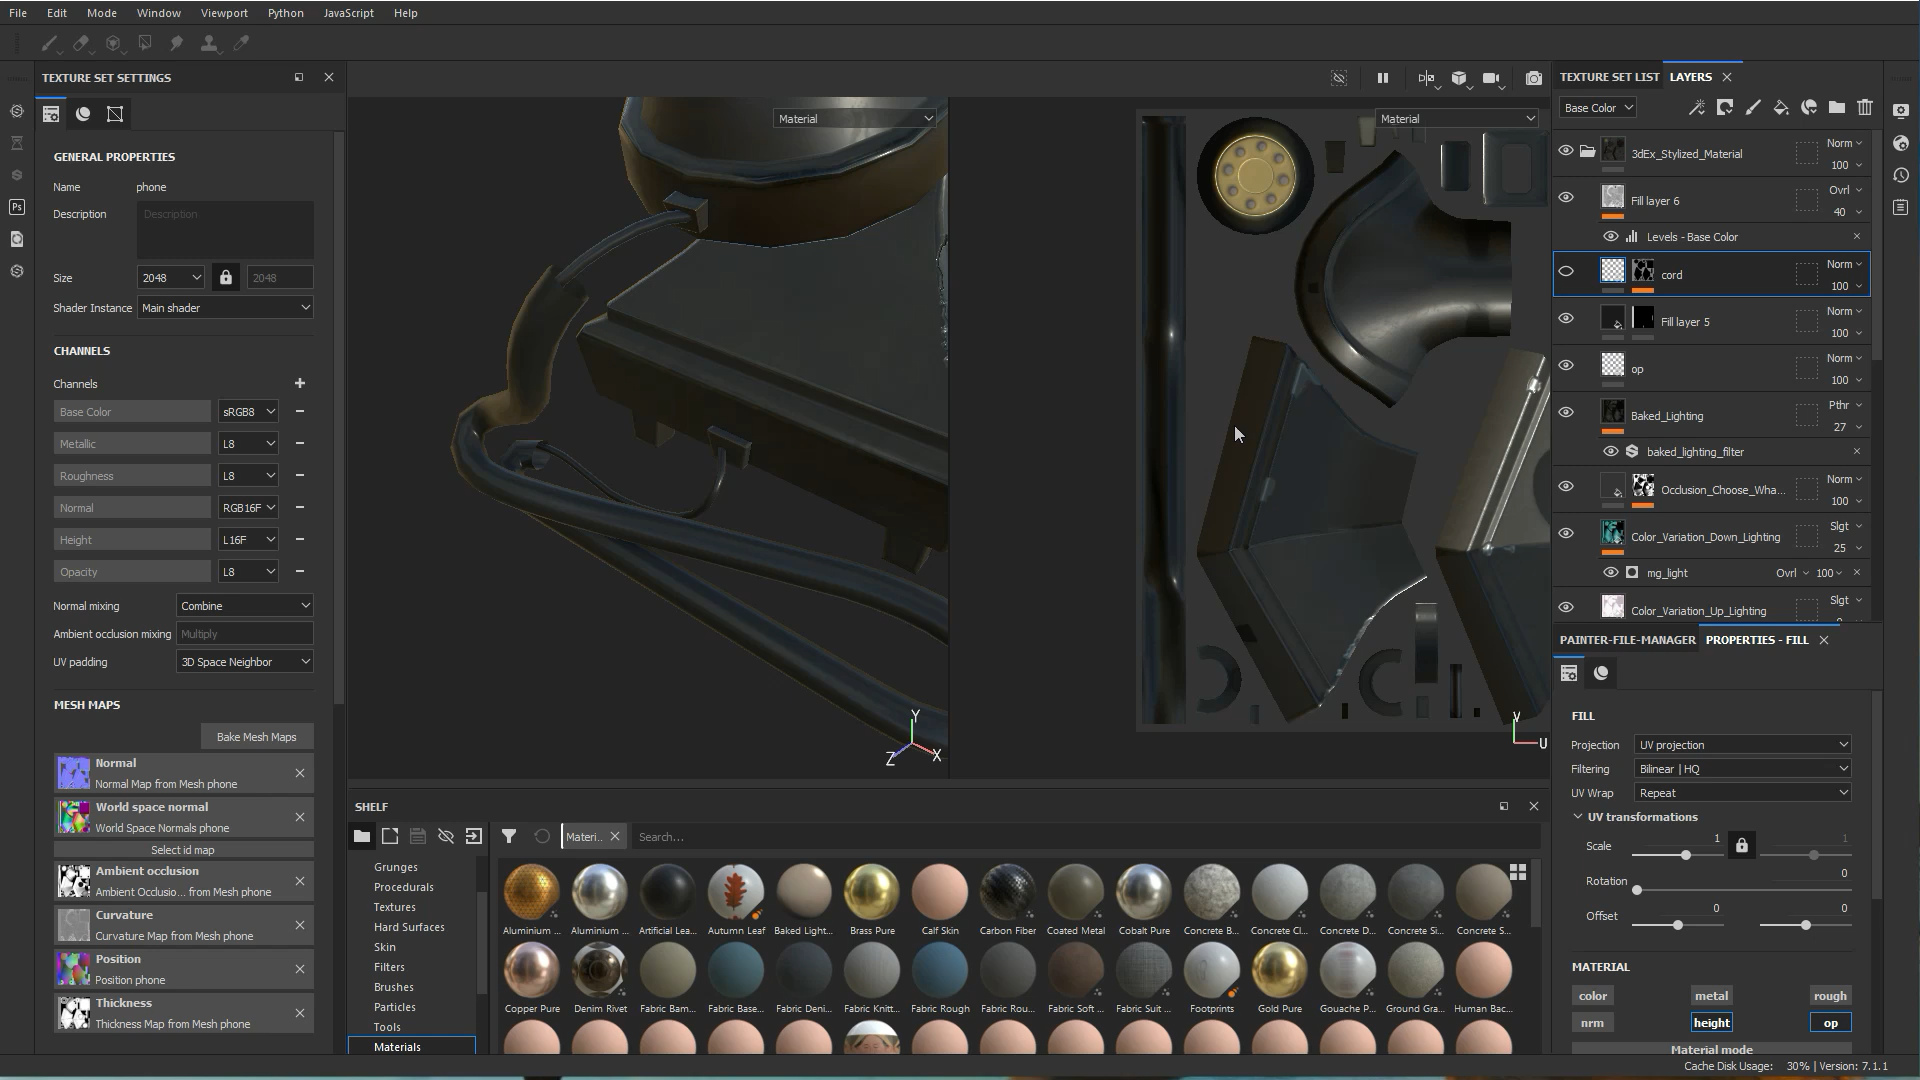 File Edit Mode Window Viewport Python JavaScript Help
TEXTURE SET SETTINGS
GENERAL PROPERTIES
Name phone
Description Description
Size 2048 2048
Shader Instance Main shader
CHANNELS
Channels
Base Color sRGB8
Metallic L8
Roughness L8
Normal RGB16F
Height L16F
Opacity L8
Normal mixing Combine
Ambient occlusion mixing Multiply
UV padding 3D Space Neighbor
MESH MAPS
Bake Mesh Maps
Normal
Normal Map from Mesh phone
World space normal
World Space Normals phone
Select id map
Ambient occlusion
Ambient Occlusio... from Mesh phone
Curvature
Curvature Map from Mesh phone
Position
Position phone
Thickness
Thickness Map from Mesh phone
Ps
Material
Material
Y
Z
X
V
U
SHELF
Materi..
Search...
Grunges
Procedurals
Textures
Hard Surfaces
Skin
Filters
Brushes
Particles
Tools
Materials
Aluminium ... Aluminium ... Artificial Lea... Autumn Leaf Baked Light... Brass Pure Calf Skin Carbon Fiber Coated Metal Cobalt Pure Concrete B... Concrete Cl... Concrete D... Concrete Si... Concrete S...
Copper Pure Denim Rivet Fabric Bam... Fabric Base... Fabric Deni... Fabric Knitt... Fabric Rough Fabric Rou... Fabric Soft ... Fabric Suit ... Footprints Gold Pure Gouache P... Ground Gra... Human Bac...
TEXTURE SET LIST LAYERS
Base Color
3dEx_Stylized_Material Norm 100
Fill layer 6 Ovrl 40
Levels - Base Color
cord Norm 100
Fill layer 5 Norm 100
op Norm 100
Baked_Lighting Pthr 27
baked_lighting_filter
Occlusion_Choose_Wha... Norm 100
Color_Variation_Down_Lighting Slgt 25
mg_light Ovrl 100
Color_Variation_Up_Lighting Slgt
PAINTER-FILE-MANAGER PROPERTIES - FILL
FILL
Projection UV projection
Filtering Bilinear | HQ
UV Wrap Repeat
UV transformations
Scale 1 1
Rotation 0
Offset 0 0
MATERIAL
color metal rough
nrm height op
Material mode
Cache Disk Usage: 30% | Version: 7.1.1